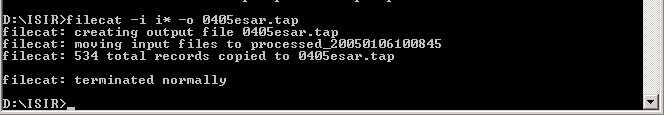 D:\ISIR>filecat -i i* -o 0405esar.tap
filecat: creating output file 0405esar.tap
filecat: moving input files to processed_20050106100845
filecat: 534 total records copied to 0405esar.tap
filecat: terminated normally
D:\ISIR>_